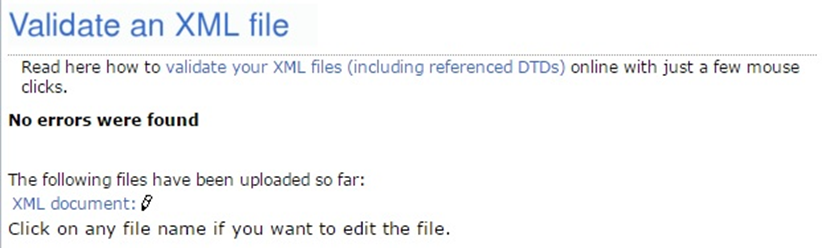 Validate an XML file
Read here how to validate your XML files (including referenced DTDs) online with just a few mouse
clicks.
No errors were found
The following files have been uploaded so far:
XML document:
Click on any file name if you want to edit the file.